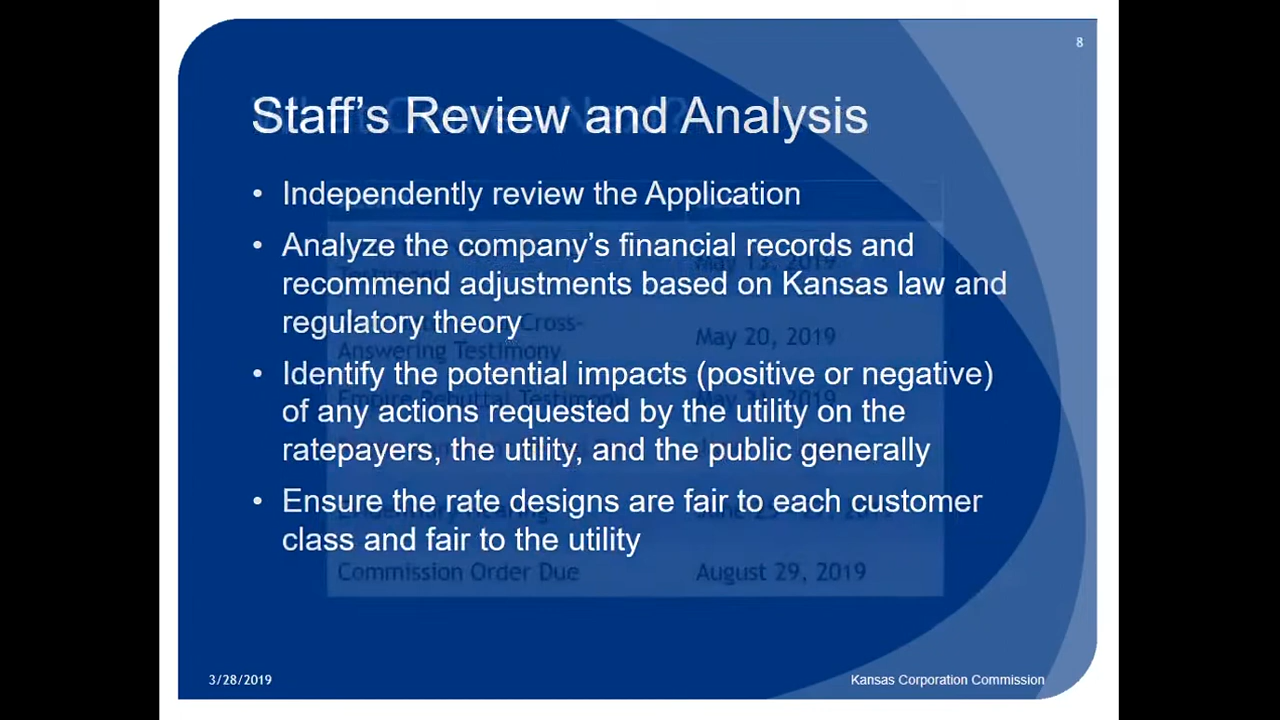 8
Staff's Review and Analysis
• Independently review the Application
• Analyze the company's financial records and
recommend adjustments based on Kansas law and
regulatory theory
• Identify the potential impacts (positive or negative)
of any actions requested by the utility on the
ratepayers, the utility, and the public generally
• Ensure the rate designs are fair to each customer
class and fair to the utility
Cross-
Answering Testimony
May 20, 2019
Commission Order Due
August 29, 2019
3/28/2019
Kansas Corporation Commission